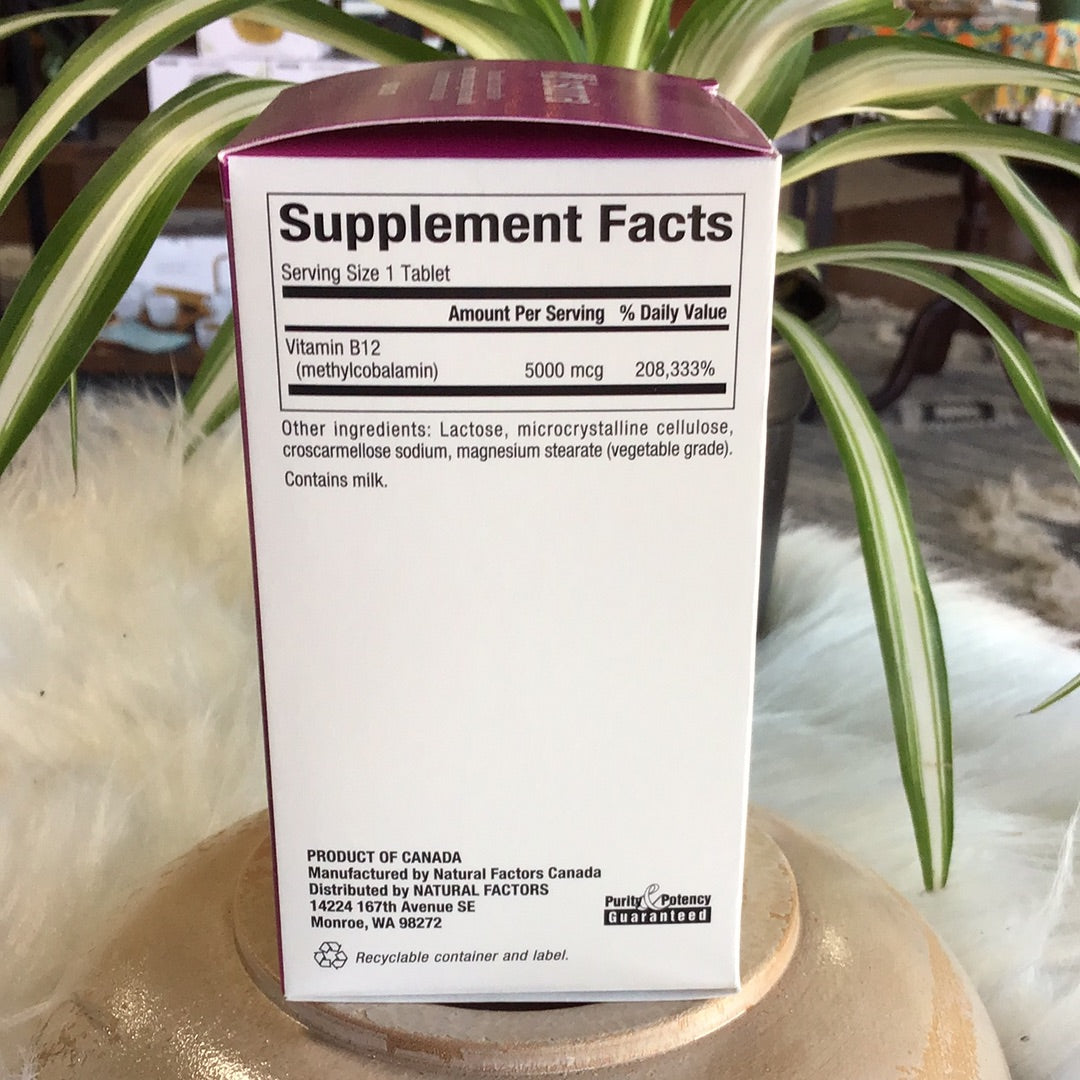 Supplement Facts
Serving Size 1 Tablet
Amount Per Serving % Daily Value
Vitamin B12
(methylcobalamin) 5000 mcg 208,333%
Other ingredients: Lactose, microcrystalline cellulose,
croscarmellose sodium, magnesium stearate (vegetable grade).
Contains milk.
PRODUCT OF CANADA
Manufactured by Natural Factors Canada
Distributed by NATURAL FACTORS
14224 167th Avenue SE
Monroe, WA 98272
Purity & Potency
Guaranteed
Recyclable container and label.